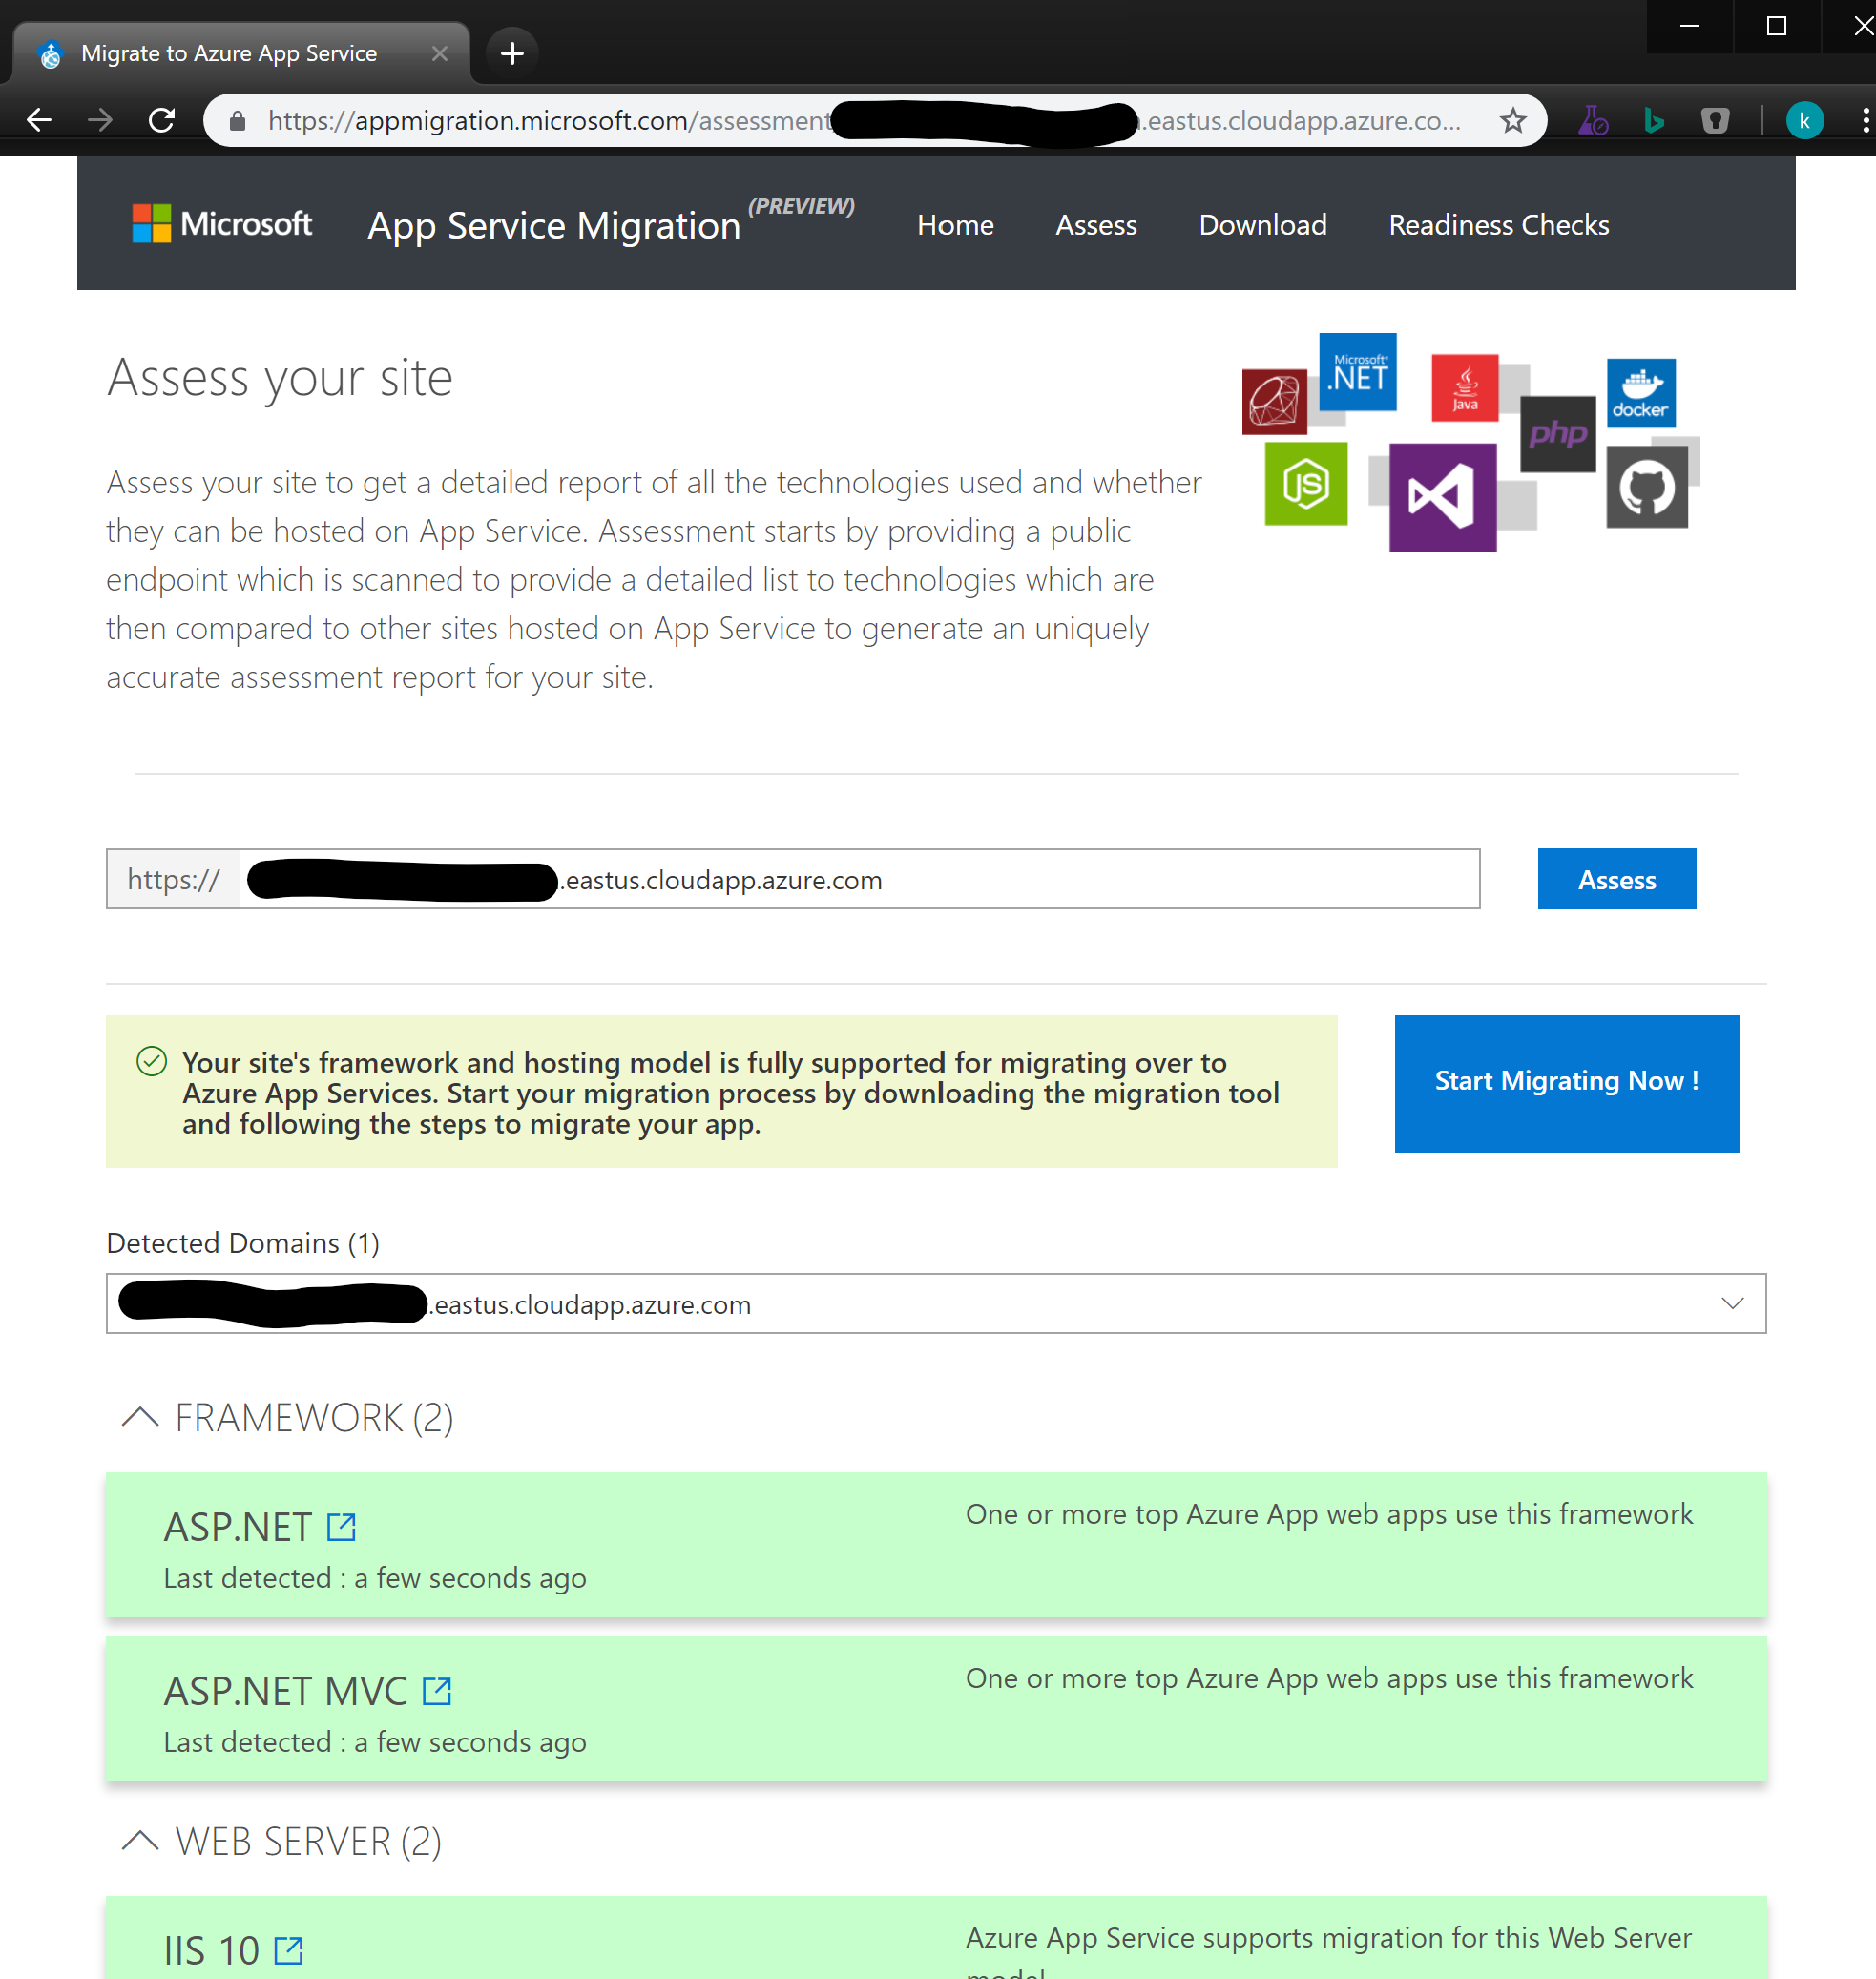 Migrate to Azure App Service
https://appmigration.microsoft.com/assessment .eastus.cloudapp.azure.co...
k
Microsoft App Service Migration (PREVIEW) Home Assess Download Readiness Checks
Assess your site
Microsoft .NET
Java
php
docker
JS
Assess your site to get a detailed report of all the technologies used and whether
they can be hosted on App Service. Assessment starts by providing a public
endpoint which is scanned to provide a detailed list to technologies which are
then compared to other sites hosted on App Service to generate an uniquely
accurate assessment report for your site.
https:// .eastus.cloudapp.azure.com
Assess
Your site's framework and hosting model is fully supported for migrating over to
Azure App Services. Start your migration process by downloading the migration tool
and following the steps to migrate your app.
Start Migrating Now !
Detected Domains (1)
.eastus.cloudapp.azure.com
FRAMEWORK (2)
ASP.NET
One or more top Azure App web apps use this framework
Last detected : a few seconds ago
ASP.NET MVC
One or more top Azure App web apps use this framework
Last detected : a few seconds ago
WEB SERVER (2)
IIS 10
Azure App Service supports migration for this Web Server